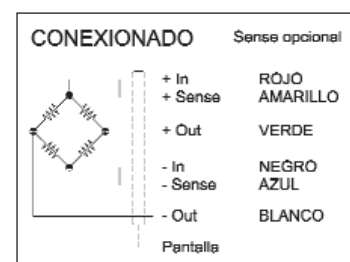 CONEXIONADO Sense opcional
+ In ROJO
+ Sense AMARILLO
+ Out VERDE
- In NEGRO
- Sense AZUL
- Out BLANCO
Pantalla